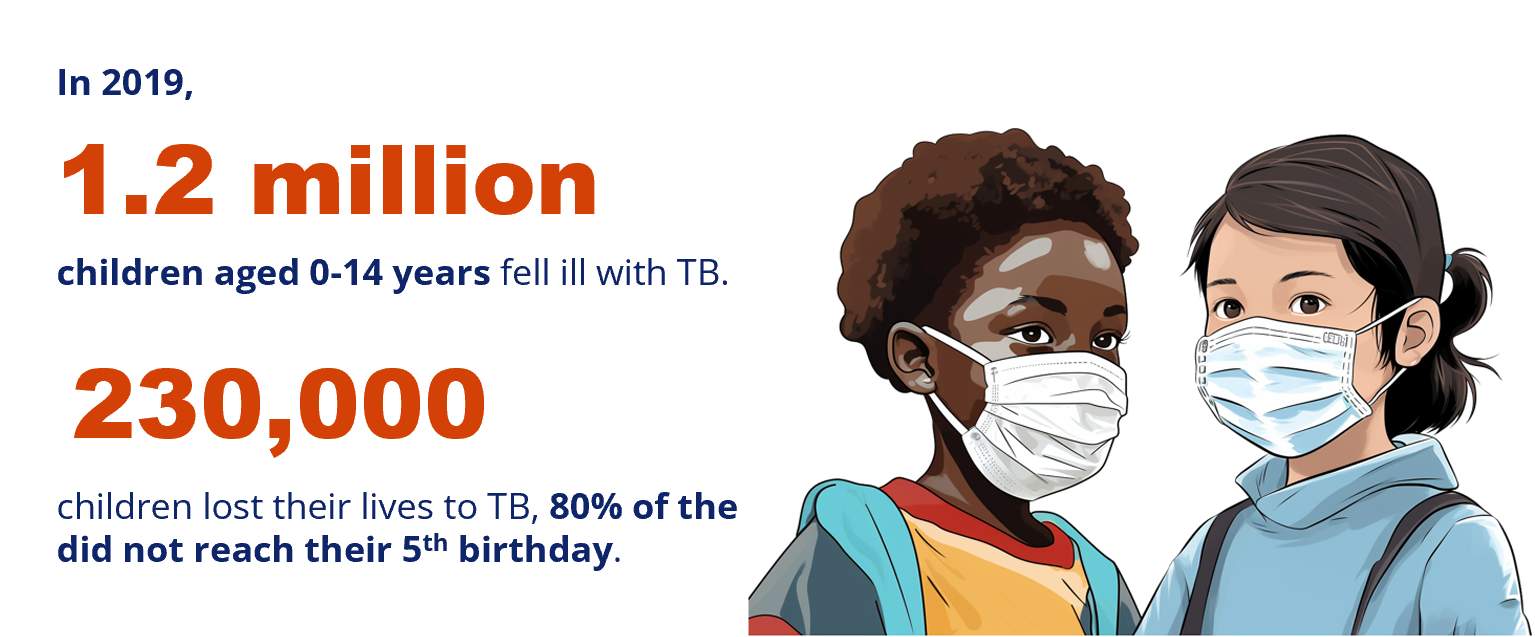 In 2019,
1.2 million
children aged 0-14 years fell ill with TB.
230,000
children lost their lives to TB, 80% of the
did not reach their 5th birthday.